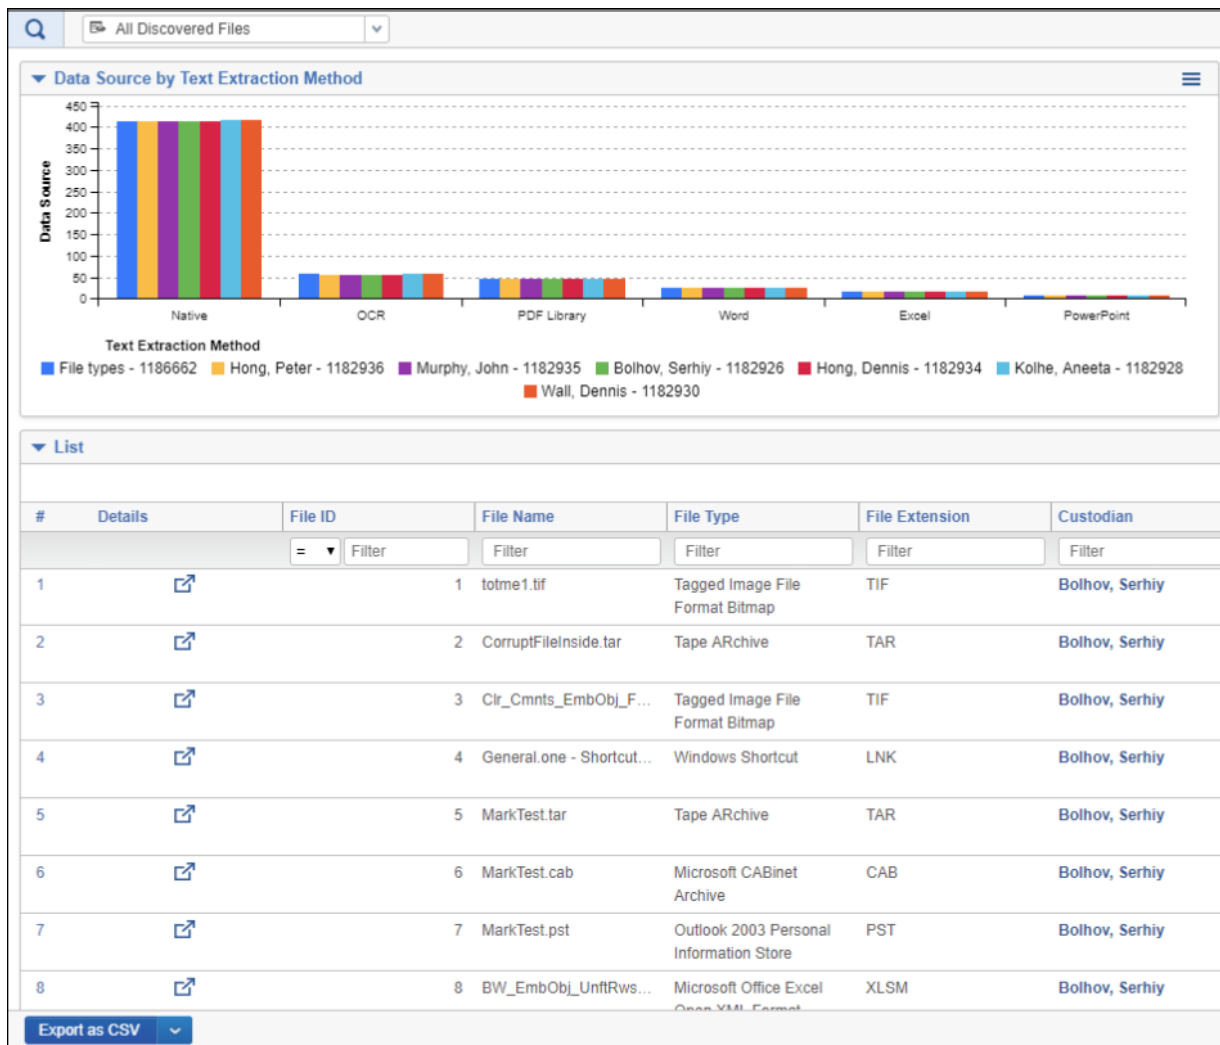 All Discovered Files
Data Source by Text Extraction Method
450
400
350
300
250
200
150
100
50
0
Data Source
Native OCR PDF Library Word Excel PowerPoint
Text Extraction Method
File types - 1186662 Hong, Peter - 1182936 Murphy, John - 1182935 Bolhov, Serhiy - 1182926 Hong, Dennis - 1182934 Kolhe, Aneeta - 1182928
Wall, Dennis - 1182930
List
# Details File ID File Name File Type File Extension Custodian
= Filter Filter Filter Filter Filter
1 1 totme1.tif Tagged Image File TIF Bolhov, Serhiy
Format Bitmap
2 2 CorruptFileInside.tar Tape ARchive TAR Bolhov, Serhiy
3 3 Clr_Cmnts_EmbObj_F... Tagged Image File TIF Bolhov, Serhiy
Format Bitmap
4 4 General.one - Shortcut... Windows Shortcut LNK Bolhov, Serhiy
5 5 MarkTest.tar Tape ARchive TAR Bolhov, Serhiy
6 6 MarkTest.cab Microsoft CABinet CAB Bolhov, Serhiy
Archive
7 7 MarkTest.pst Outlook 2003 Personal PST Bolhov, Serhiy
Information Store
8 8 BW_EmbObj_UnftRws... Microsoft Office Excel XLSM Bolhov, Serhiy
Open XML Format
Export as CSV